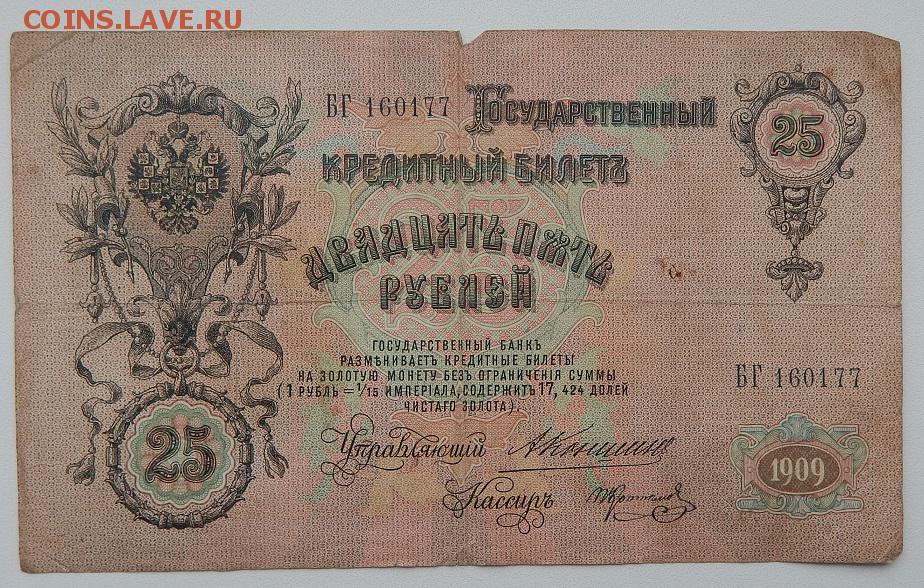 COINS.LAVE.RU
БГ 160177 Государственный
25
Кредитный Билетъ
Двадцать пять
рублей
Государственный Банкъ
размѣниваетъ кредитные билеты
на золотую монету безъ ограниченія суммы
(1 рубль = 1/15 имперіала, содержитъ 17,424 долей
чистаго золота).
БГ 160177
25
Управляющій
Кассиръ
1909